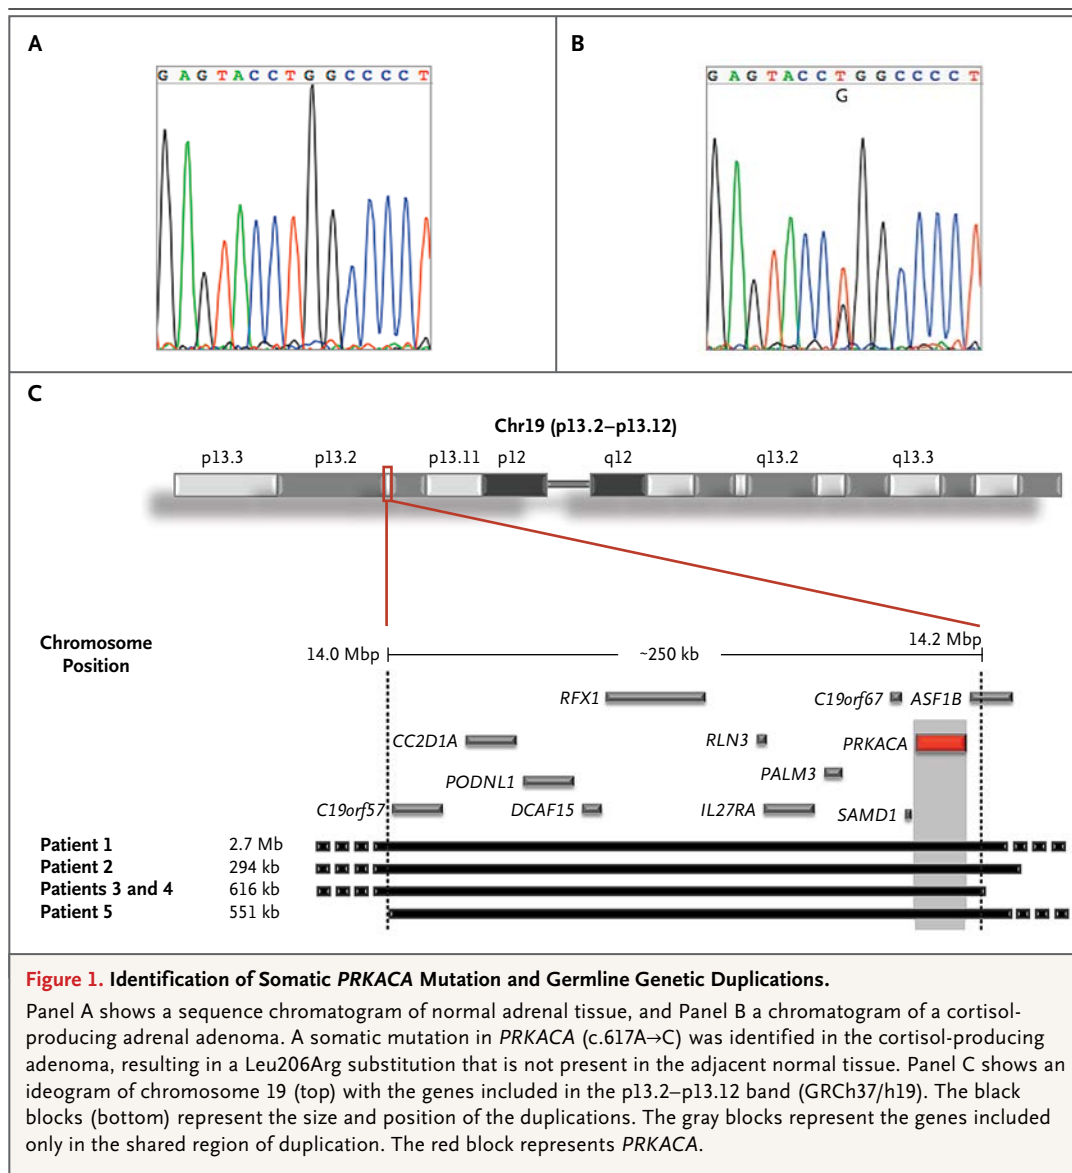 A
G A G T A C C T G G C C C C T
B
G A G T A C C T G G C C C C T
G
C
Chr19 (p13.2–p13.12)
p13.3 p13.2 p13.11 p12 q12 q13.2 q13.3
Chromosome
Position
14.0 Mbp ~250 kb 14.2 Mbp
RFX1 C19orf67 ASF1B
CC2D1A RLN3 PRKACA
PODNL1 PALM3
C19orf57 DCAF15 IL27RA SAMD1
Patient 1 2.7 Mb
Patient 2 294 kb
Patients 3 and 4 616 kb
Patient 5 551 kb
Figure 1. Identification of Somatic PRKACA Mutation and Germline Genetic Duplications.
Panel A shows a sequence chromatogram of normal adrenal tissue, and Panel B a chromatogram of a cortisol-
producing adrenal adenoma. A somatic mutation in PRKACA (c.617A→C) was identified in the cortisol-producing
adenoma, resulting in a Leu206Arg substitution that is not present in the adjacent normal tissue. Panel C shows an
ideogram of chromosome 19 (top) with the genes included in the p13.2–p13.12 band (GRCh37/h19). The black
blocks (bottom) represent the size and position of the duplications. The gray blocks represent the genes included
only in the shared region of duplication. The red block represents PRKACA.